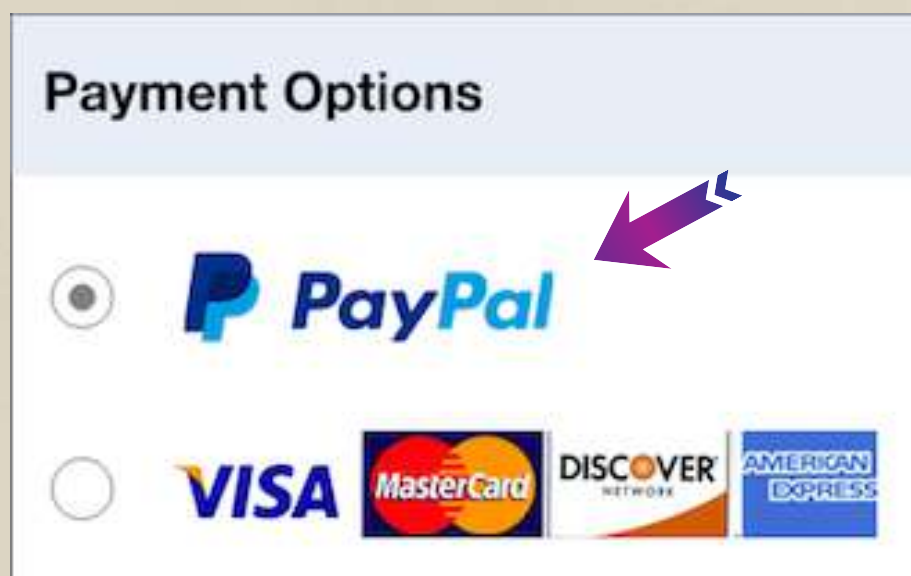 Payment Options
PayPal
VISA MasterCard DISCOVER NETWORK AMERICAN EXPRESS